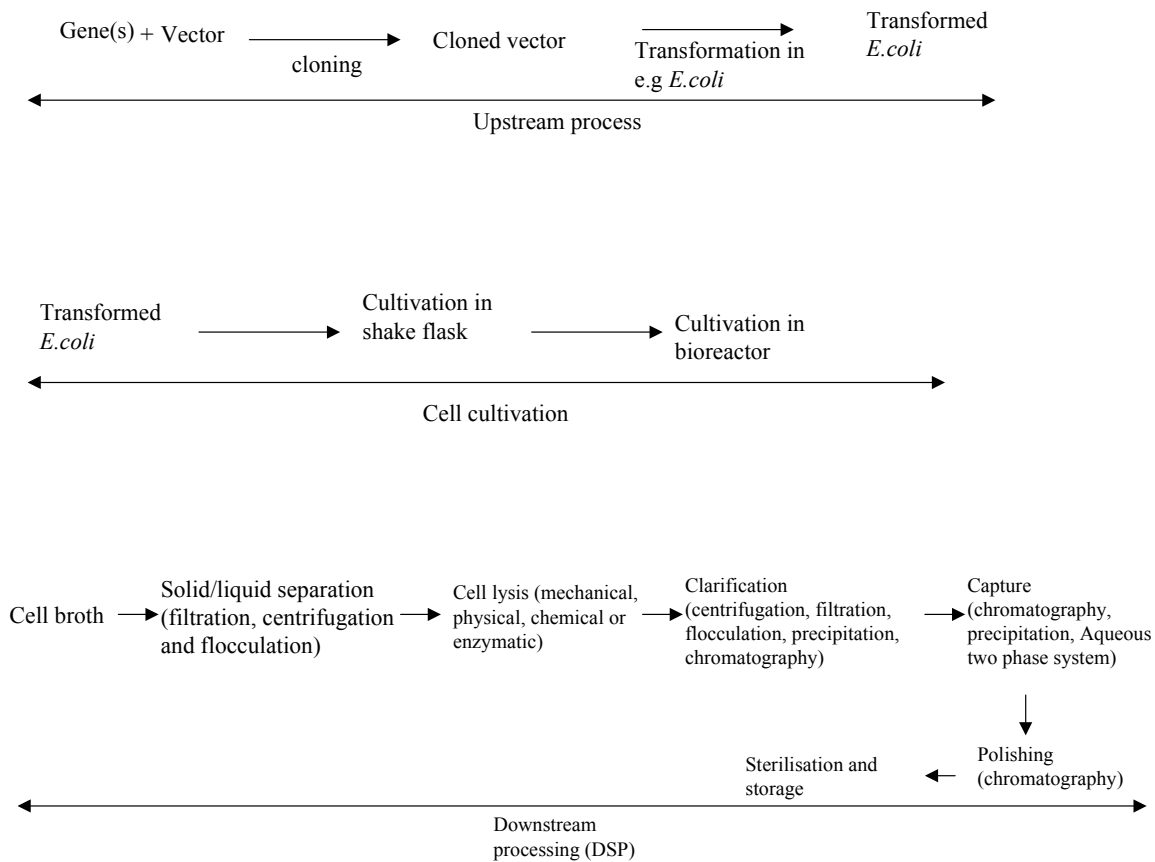 Gene(s) + Vector
cloning
Cloned vector
Transformation in
e.g E.coli
Transformed
E.coli
Upstream process
Transformed
E.coli
Cultivation in
shake flask
Cultivation in
bioreactor
Cell cultivation
Cell broth
Solid/liquid separation
(filtration, centrifugation
and flocculation)
Cell lysis (mechanical,
physical, chemical or
enzymatic)
Clarification
(centrifugation, filtration,
flocculation, precipitation,
chromatography)
Capture
(chromatography,
precipitation, Aqueous
two phase system)
Polishing
(chromatography)
Sterilisation and
storage
Downstream
processing (DSP)